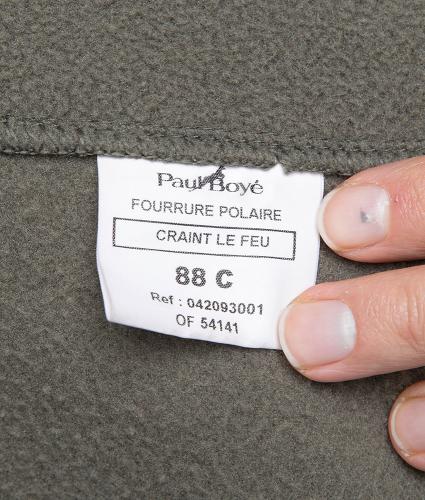 Paul Boyé
FOURRURE POLAIRE
CRAINT LE FEU
88 C
Ref : 042093001
OF 54141